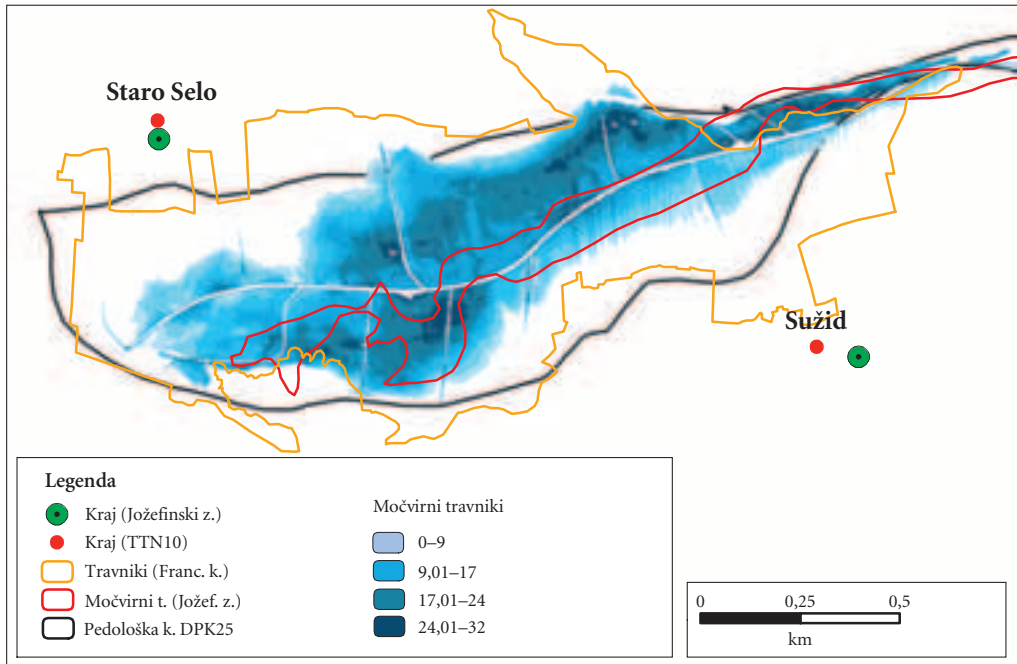 Staro Selo
Sužid
Legenda
Kraj (Jožefinski z.)
Kraj (TTN10)
Travniki (Franc. k.)
Močvirni t. (Jožef. z.)
Pedološka k. DPK25
Močvirni travniki
0–9
9,01–17
17,01–24
24,01–32
0 0,25 0,5
km